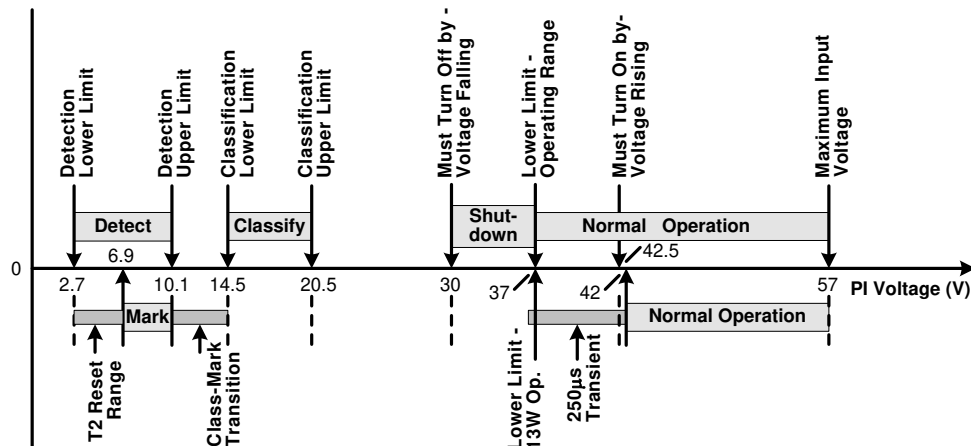 Detection
Lower Limit
Detection
Upper Limit
Classification
Lower Limit
Classification
Upper Limit
Must Turn Off by -
Voltage Falling
Lower Limit -
Operating Range
Must Turn On by-
Voltage Rising
Maximum Input
Voltage
Detect
Classify
Shut-
down
Normal Operation
6.9
42.5
0
2.7
10.1
14.5
20.5
30
37
42
57
PI Voltage (V)
Mark
Normal Operation
T2 Reset
Range
Class-Mark
Transition
Lower Limit -
13W Op.
250µs
Transient